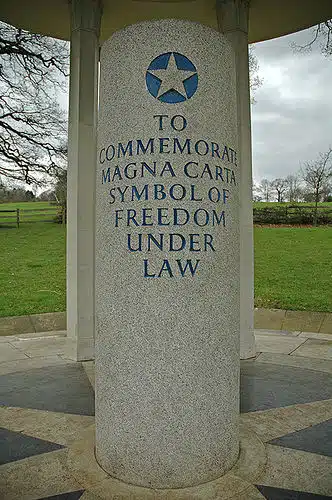 TO
COMMEMORATE
MAGNA CARTA
SYMBOL OF
FREEDOM
UNDER
LAW